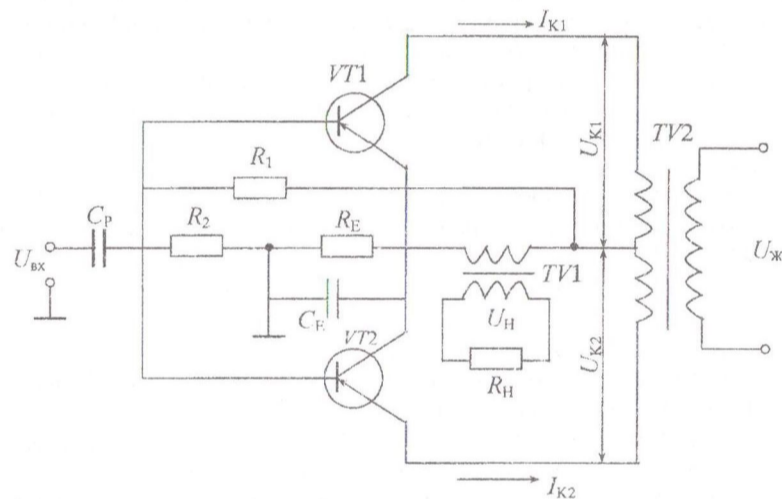 I_K1
VT1
U_K1
TV2
R_1
C_P
R_2
R_E
U_вх
TV1
U_ж
C_E
U_H
VT2
R_H
U_K2
I_K2